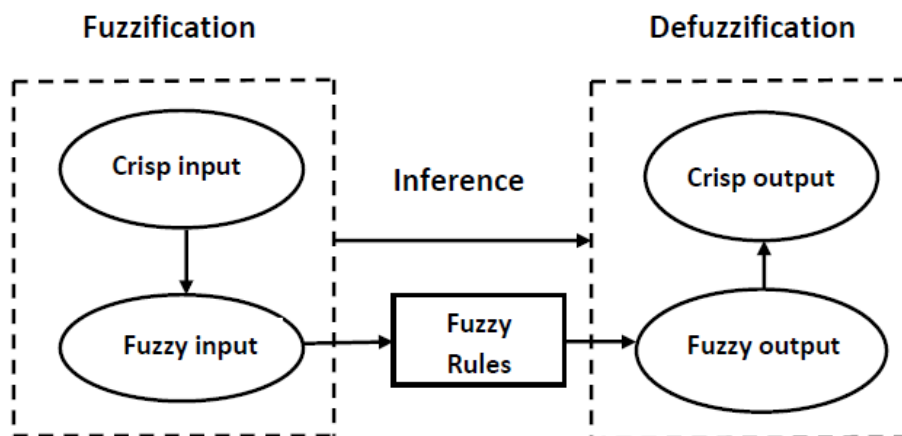 Fuzzification
Defuzzification
Crisp input
Inference
Crisp output
Fuzzy input
Fuzzy
Rules
Fuzzy output